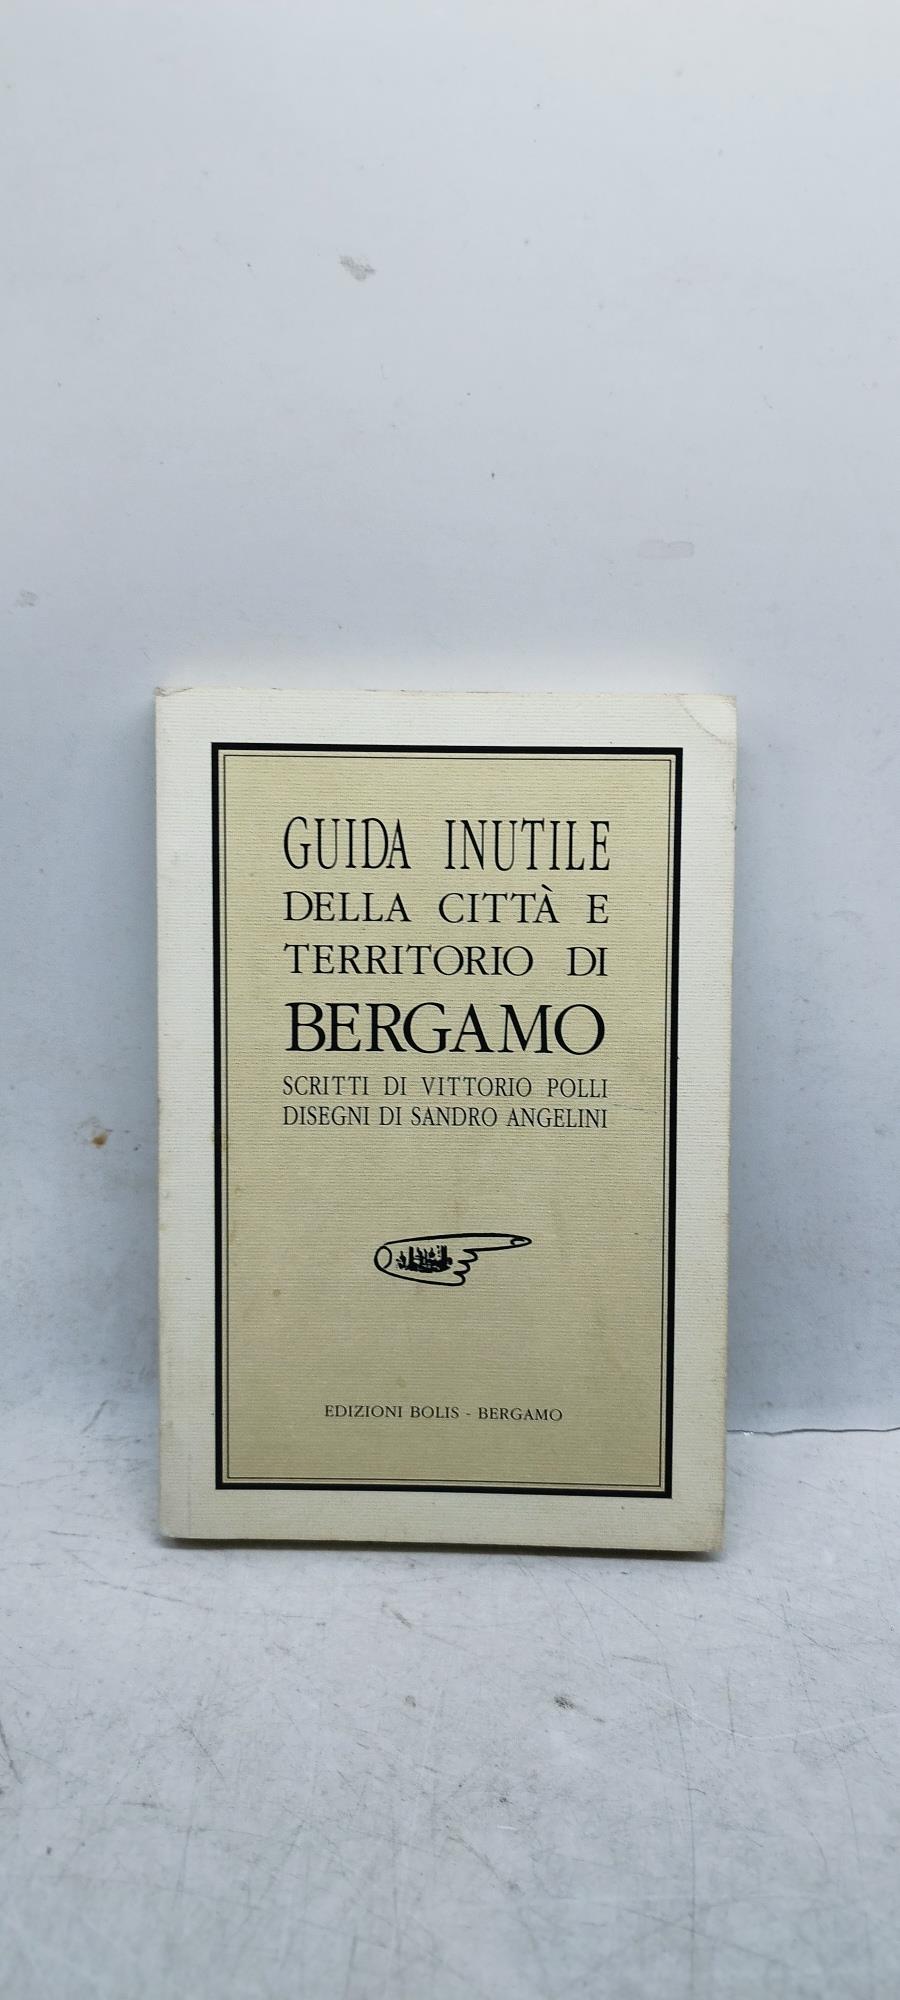 GUIDA INUTILE
DELLA CITTÀ E
TERRITORIO DI
BERGAMO
SCRITTI DI VITTORIO POLLI
DISEGNI DI SANDRO ANGELINI
EDIZIONI BOLIS - BERGAMO